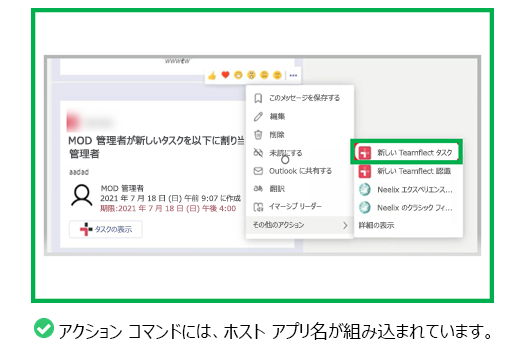 wwwtw
MOD 管理者が新しいタスクを以下に割り当
管理者
aadad
MOD 管理者
2021 年 7 月 18 日 (日) 午前 9:07 に作成
期限:2021 年 7 月 18 日 (日) 午後 4:00
タスクの表示
このメッセージを保存する
編集
削除
未読にする
Outlook に共有する
翻訳
イマーシブ リーダー
その他のアクション
新しい Teamflect タスク
新しい Teamflect 認識
Neelix エクスペリエンス...
Neelix のクラシック フィ...
詳細の表示
アクション コマンドには、ホスト アプリ名が組み込まれています。